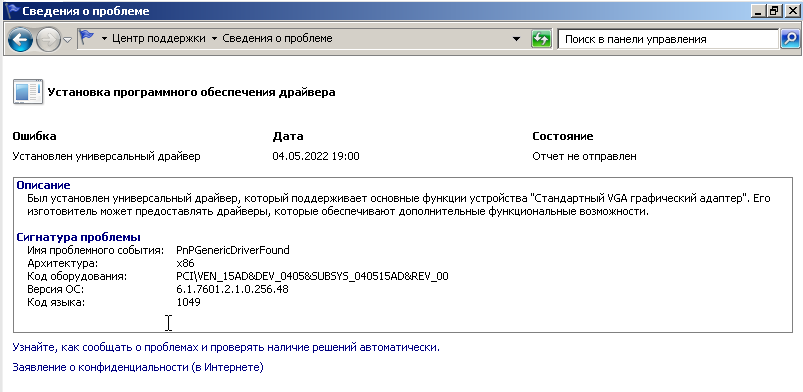 Сведения о проблеме
Центр поддержки Сведения о проблеме Поиск в панели управления
Установка программного обеспечения драйвера
Ошибка Дата Состояние
Установлен универсальный драйвер 04.05.2022 19:00 Отчет не отправлен
Описание
Был установлен универсальный драйвер, который поддерживает основные функции устройства "Стандартный VGA графический адаптер". Его
изготовитель может предоставлять драйверы, которые обеспечивают дополнительные функциональные возможности.
Сигнатура проблемы
Имя проблемного события: PnPGenericDriverFound
Архитектура: x86
Код оборудования: PCI\VEN_15AD&DEV_0405&SUBSYS_040515AD&REV_00
Версия ОС: 6.1.7601.2.1.0.256.48
Код языка: 1049
Узнайте, как сообщать о проблемах и проверять наличие решений автоматически.
Заявление о конфиденциальности (в Интернете)